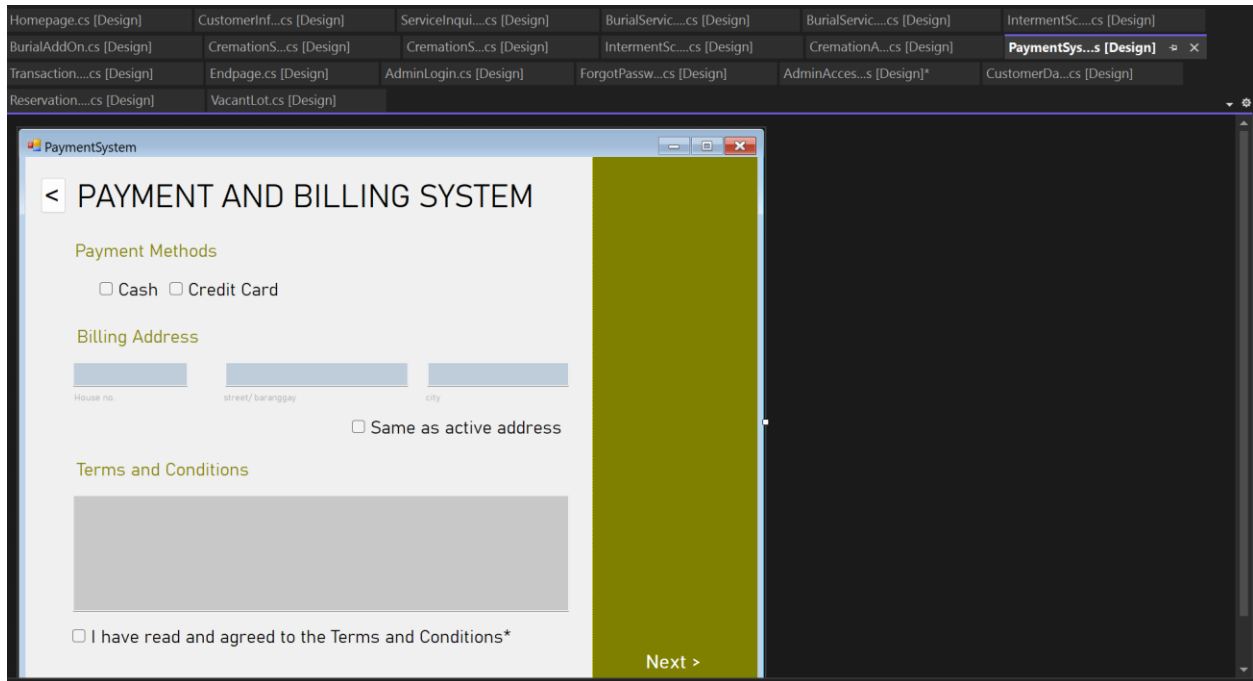 Homepage.cs [Design] CustomerInf...cs [Design] ServiceInqui....cs [Design] BurialServic....cs [Design] BurialServic....cs [Design] IntermentSc....cs [Design]
BurialAddOn.cs [Design] CremationS...cs [Design] CremationS...cs [Design] IntermentSc....cs [Design] CremationA...cs [Design] PaymentSys...s [Design]
Transaction....cs [Design] Endpage.cs [Design] AdminLogin.cs [Design] ForgotPassw...cs [Design] AdminAcces...s [Design]* CustomerDa...cs [Design]
Reservation....cs [Design] VacantLot.cs [Design]
PaymentSystem
< PAYMENT AND BILLING SYSTEM
Payment Methods
Cash Credit Card
Billing Address
House no. street/ baranggay city
Same as active address
Terms and Conditions
I have read and agreed to the Terms and Conditions*
Next >